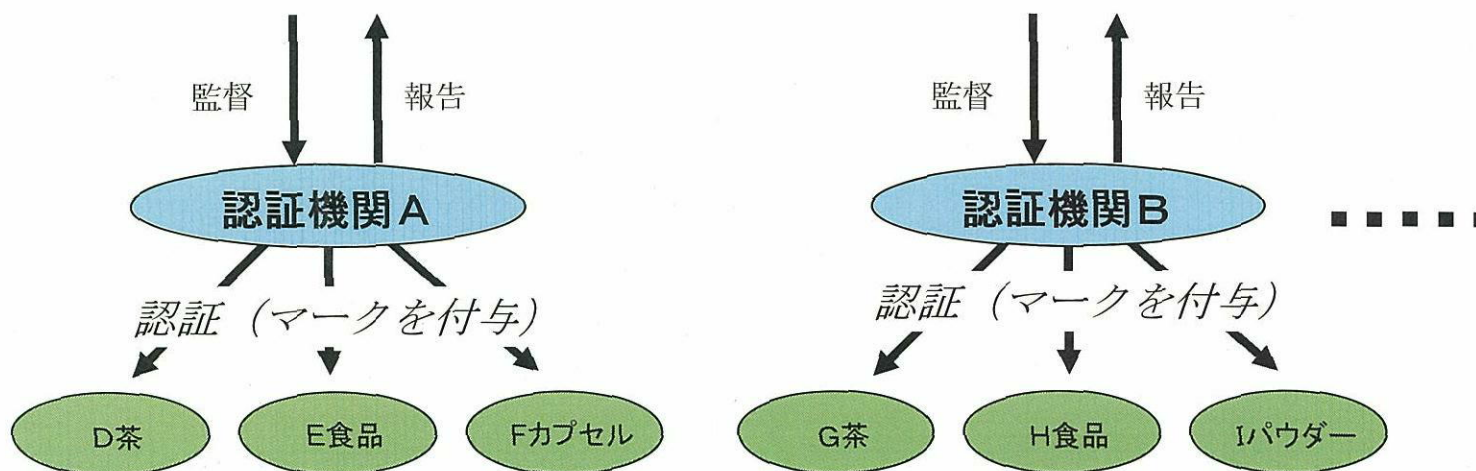 監督
報告
監督
報告
認証機関A
認証機関B
認証（マークを付与）
認証（マークを付与）
D茶
E食品
Fカプセル
G茶
H食品
Iパウダー